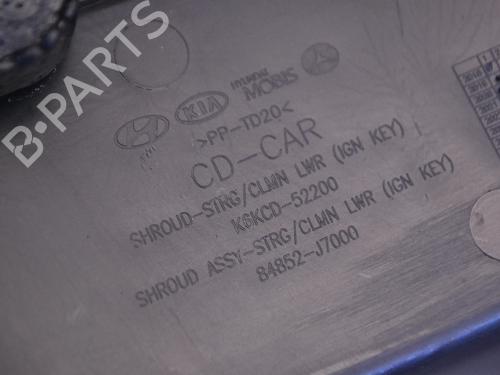 B-PARTS
KIA
MOBIS
>PP-TD20<
CD-CAR
SHROUD-STRG/CLMN LWR (IGN KEY)
K6KCD-52200
SHROUD ASSY-STRG/CLMN LWR (IGN KEY)
84852-J7000